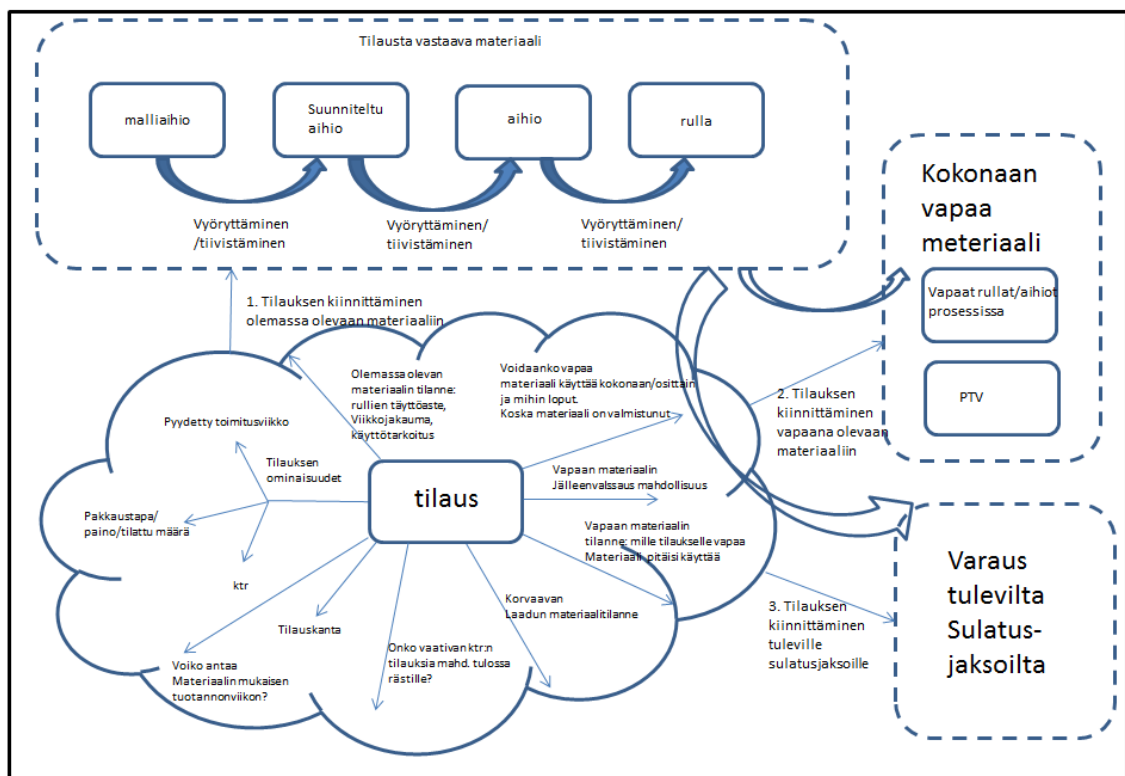 Tilausta vastaava materiaali
malliaihio
Suunniteltu
aihio
aihio
rulla
Vyöryttäminen
/tiivistäminen
Vyöryttäminen/
tiivistäminen
Vyöryttäminen/
tiivistäminen
Kokonaan
vapaa
meteriaali
Vapaat rullat/aihiot
prosessissa
PTV
1. Tilauksen kiinnittäminen
olemassa olevaan materiaaliin
Olemassa olevan
materiaalin tilanne:
rullien täyttöaste,
Viikkojakauma,
käyttötarkoitus
Voidaanko vapaa
materiaali käyttää kokonaan/osittain
ja mihin loput.
Koska materiaali on valmistunut
2. Tilauksen
kiinnittäminen
vapaana olevaan
materiaaliin
Pyydetty toimitusviikko
Tilauksen
ominaisuudet
tilaus
Vapaan materiaalin
Jälleenvalssaus mahdollisuus
Pakkaustapa/
paino/tilattu määrä
Vapaan materiaalin
tilanne: mille tilaukselle vapaa
Materiaali pitäisi käyttää
ktr
Korvaavan
Laadun materiaalitilanne
Tilauskanta
Onko vaativan ktr:n
tilauksia mahd. tulossa
rästille?
Voiko antaa
Materiaalin mukaisen
tuotannonviikon?
3. Tilauksen
kiinnittäminen
tuleville
sulatusjaksoille
Varaus
tulevilta
Sulatus-
jaksoilta